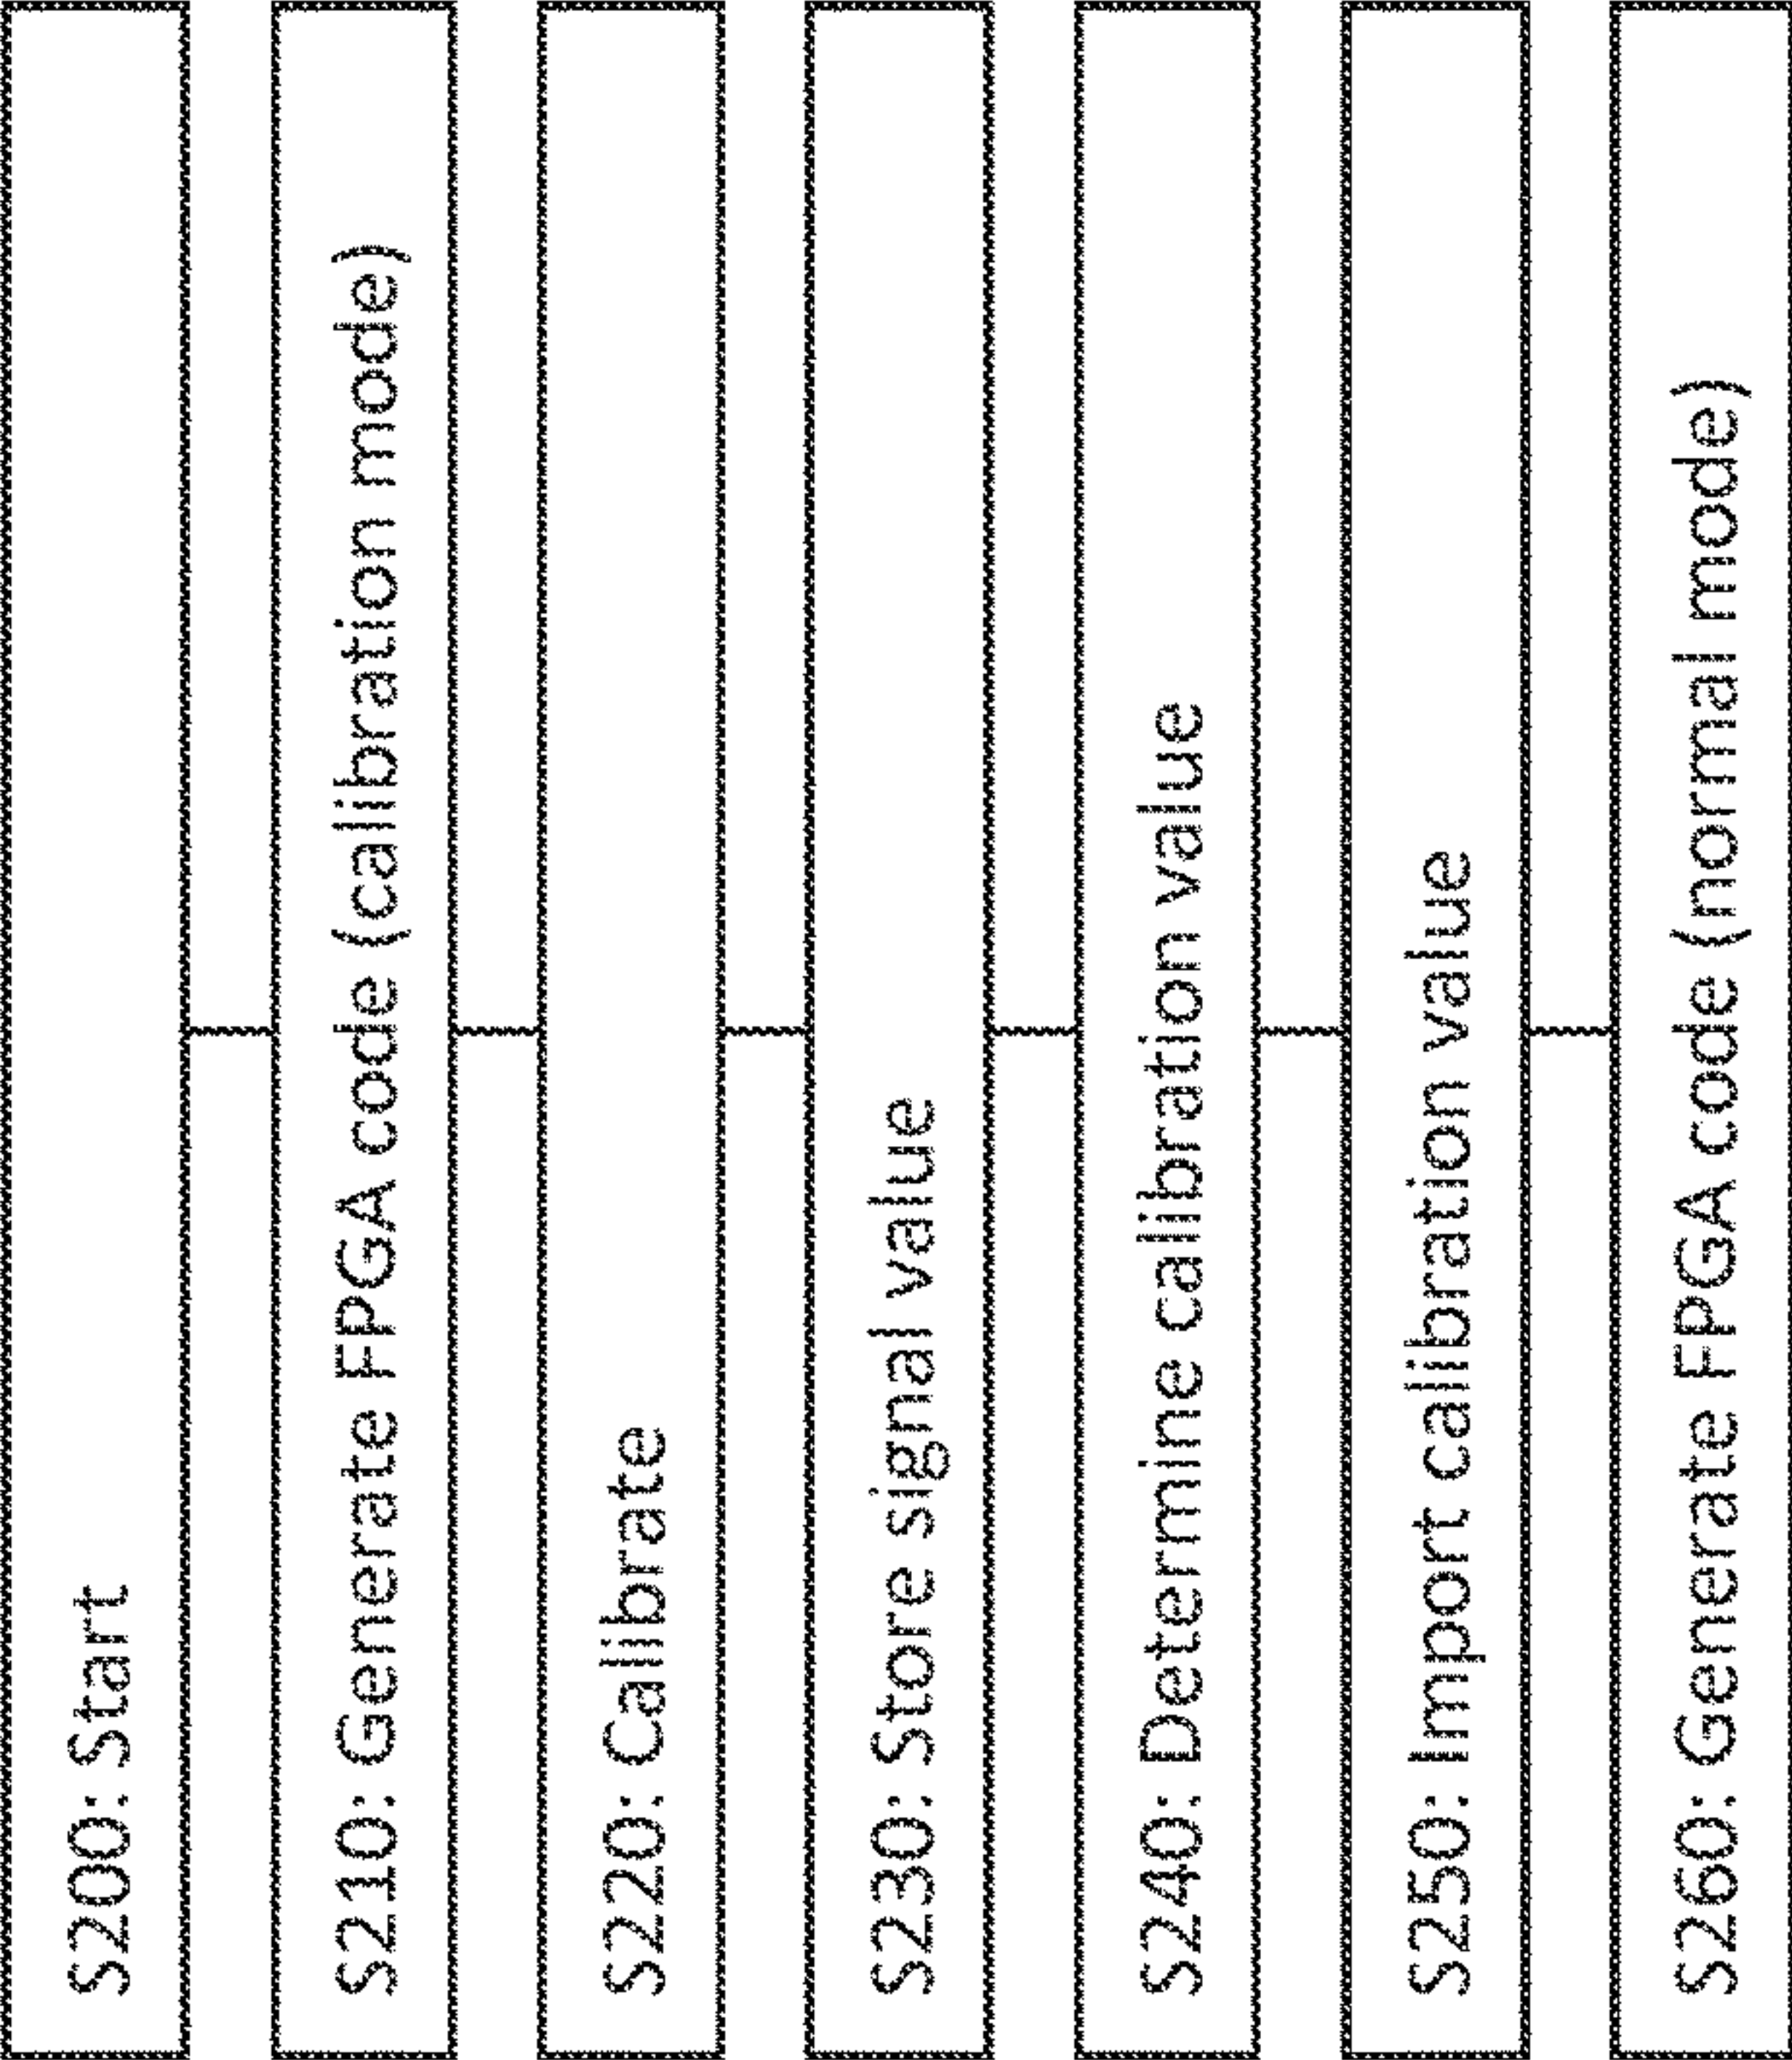 S200: Start
S210: Generate FPGA code (calibration mode)
S220: Calibrate
S230: Store signal value
S240: Determine calibration value
S250: Import calibration value
S260: Generate FPGA code (normal mode)